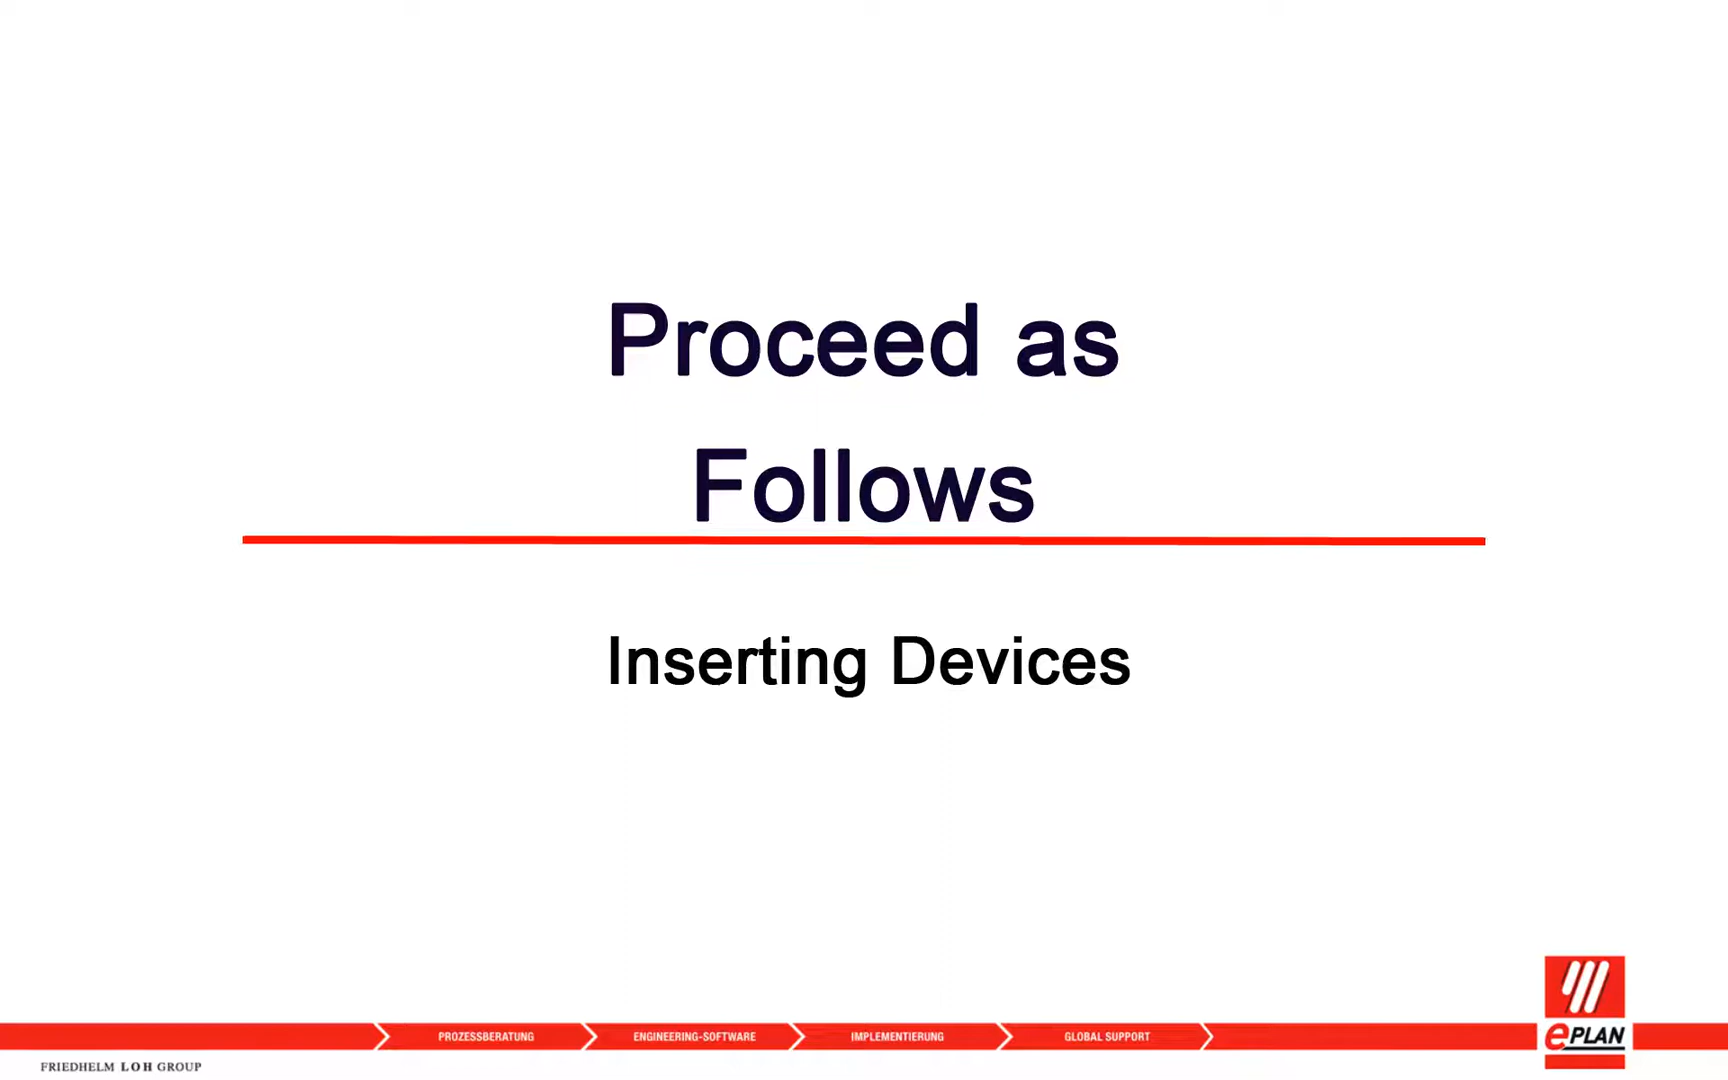 Proceed as
Follows
Inserting Devices
PROZESSBERATUNG
ENGINEERING-SOFTWARE
IMPLEMENTIERUNG
GLOBAL SUPPORT
ePLAN
FRIEDHELM LOH GROUP